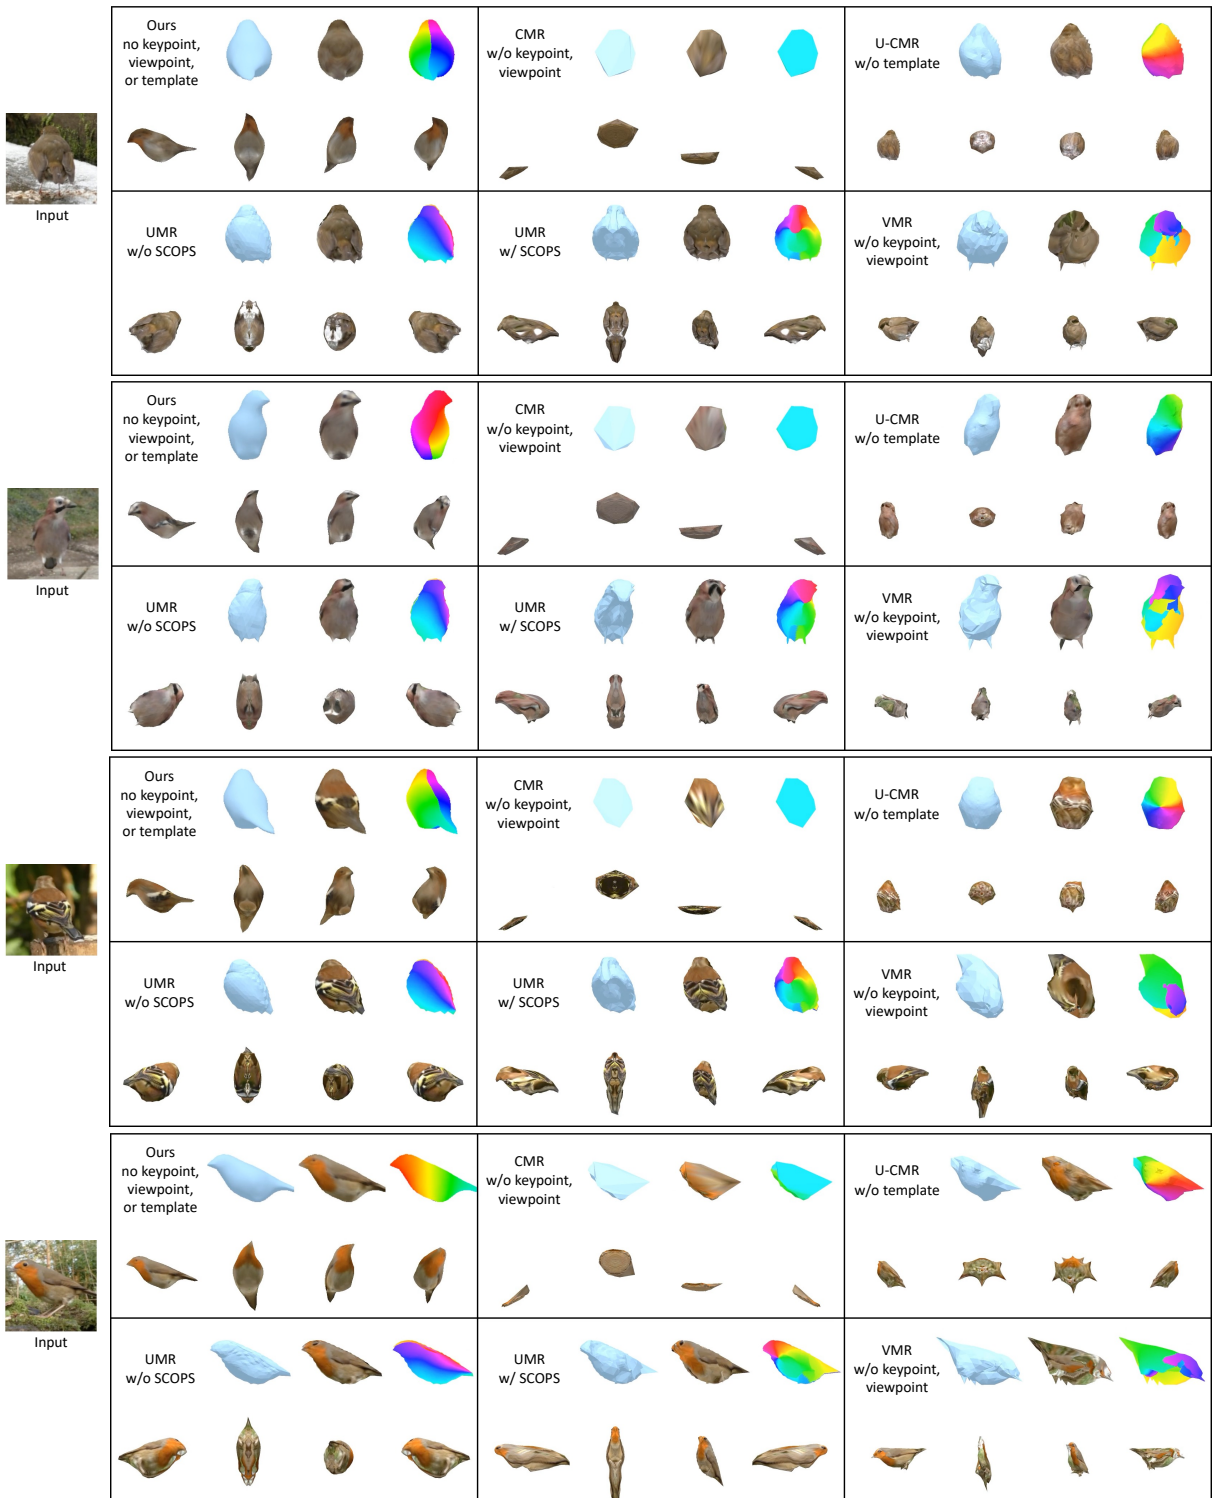 Ours
no keypoint,
viewpoint,
or template
CMR
w/o keypoint,
viewpoint
U-CMR
w/o template
Input
UMR
w/o SCOPS
UMR
w/ SCOPS
VMR
w/o keypoint,
viewpoint
Ours
no keypoint,
viewpoint,
or template
CMR
w/o keypoint,
viewpoint
U-CMR
w/o template
Input
UMR
w/o SCOPS
UMR
w/ SCOPS
VMR
w/o keypoint,
viewpoint
Ours
no keypoint,
viewpoint,
or template
CMR
w/o keypoint,
viewpoint
U-CMR
w/o template
Input
UMR
w/o SCOPS
UMR
w/ SCOPS
VMR
w/o keypoint,
viewpoint
Ours
no keypoint,
viewpoint,
or template
CMR
w/o keypoint,
viewpoint
U-CMR
w/o template
Input
UMR
w/o SCOPS
UMR
w/ SCOPS
VMR
w/o keypoint,
viewpoint